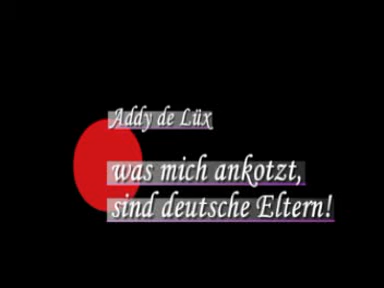 Addy de Lüx
was mich ankotzt,
sind deutsche Eltern!